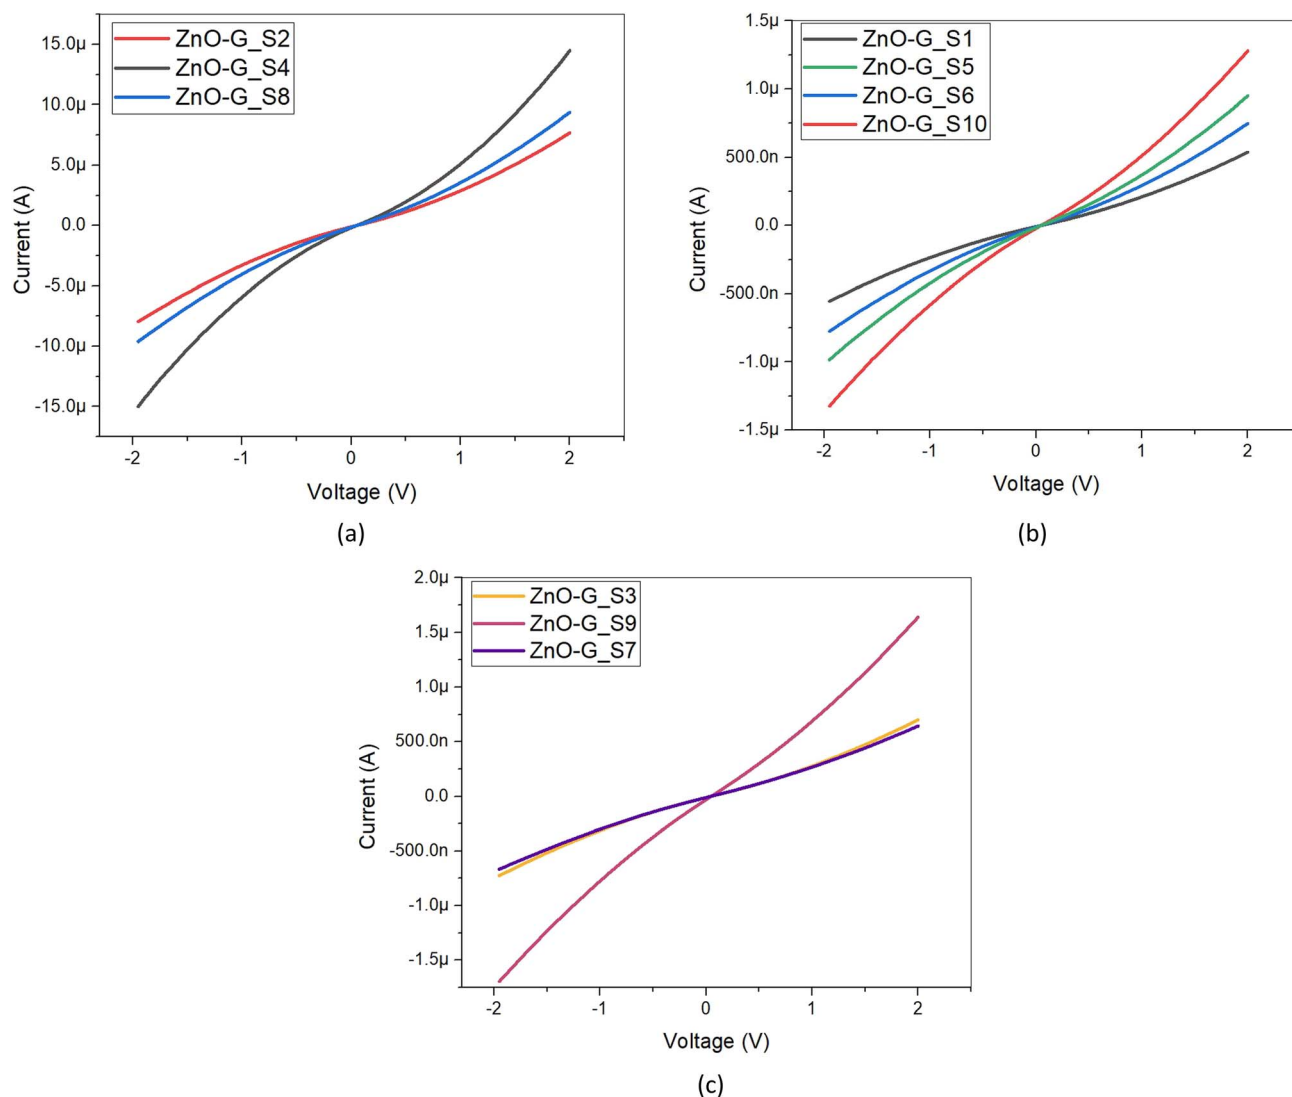 ZnO-G_S2
ZnO-G_S4
ZnO-G_S8
15.0µ
10.0µ
5.0µ
0.0
-5.0µ
-10.0µ
-15.0µ
Current (A)
-2 -1 0 1 2
Voltage (V)
(a)
ZnO-G_S1
ZnO-G_S5
ZnO-G_S6
ZnO-G_S10
1.5µ
1.0µ
500.0n
0.0
-500.0n
-1.0µ
-1.5µ
Current (A)
-2 -1 0 1 2
Voltage (V)
(b)
ZnO-G_S3
ZnO-G_S9
ZnO-G_S7
2.0µ
1.5µ
1.0µ
500.0n
0.0
-500.0n
-1.0µ
-1.5µ
Current (A)
-2 -1 0 1 2
Voltage (V)
(c)